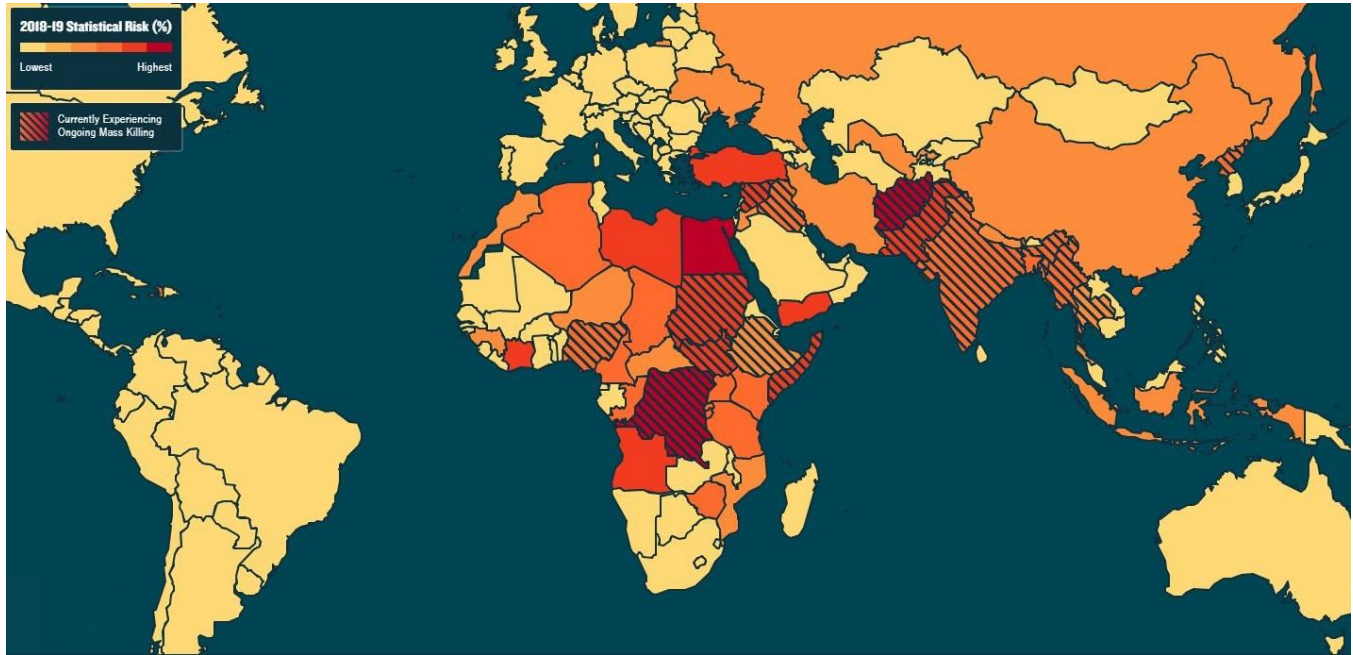 2018-19 Statistical Risk (%)
Lowest Highest
Currently Experiencing
Ongoing Mass Killing